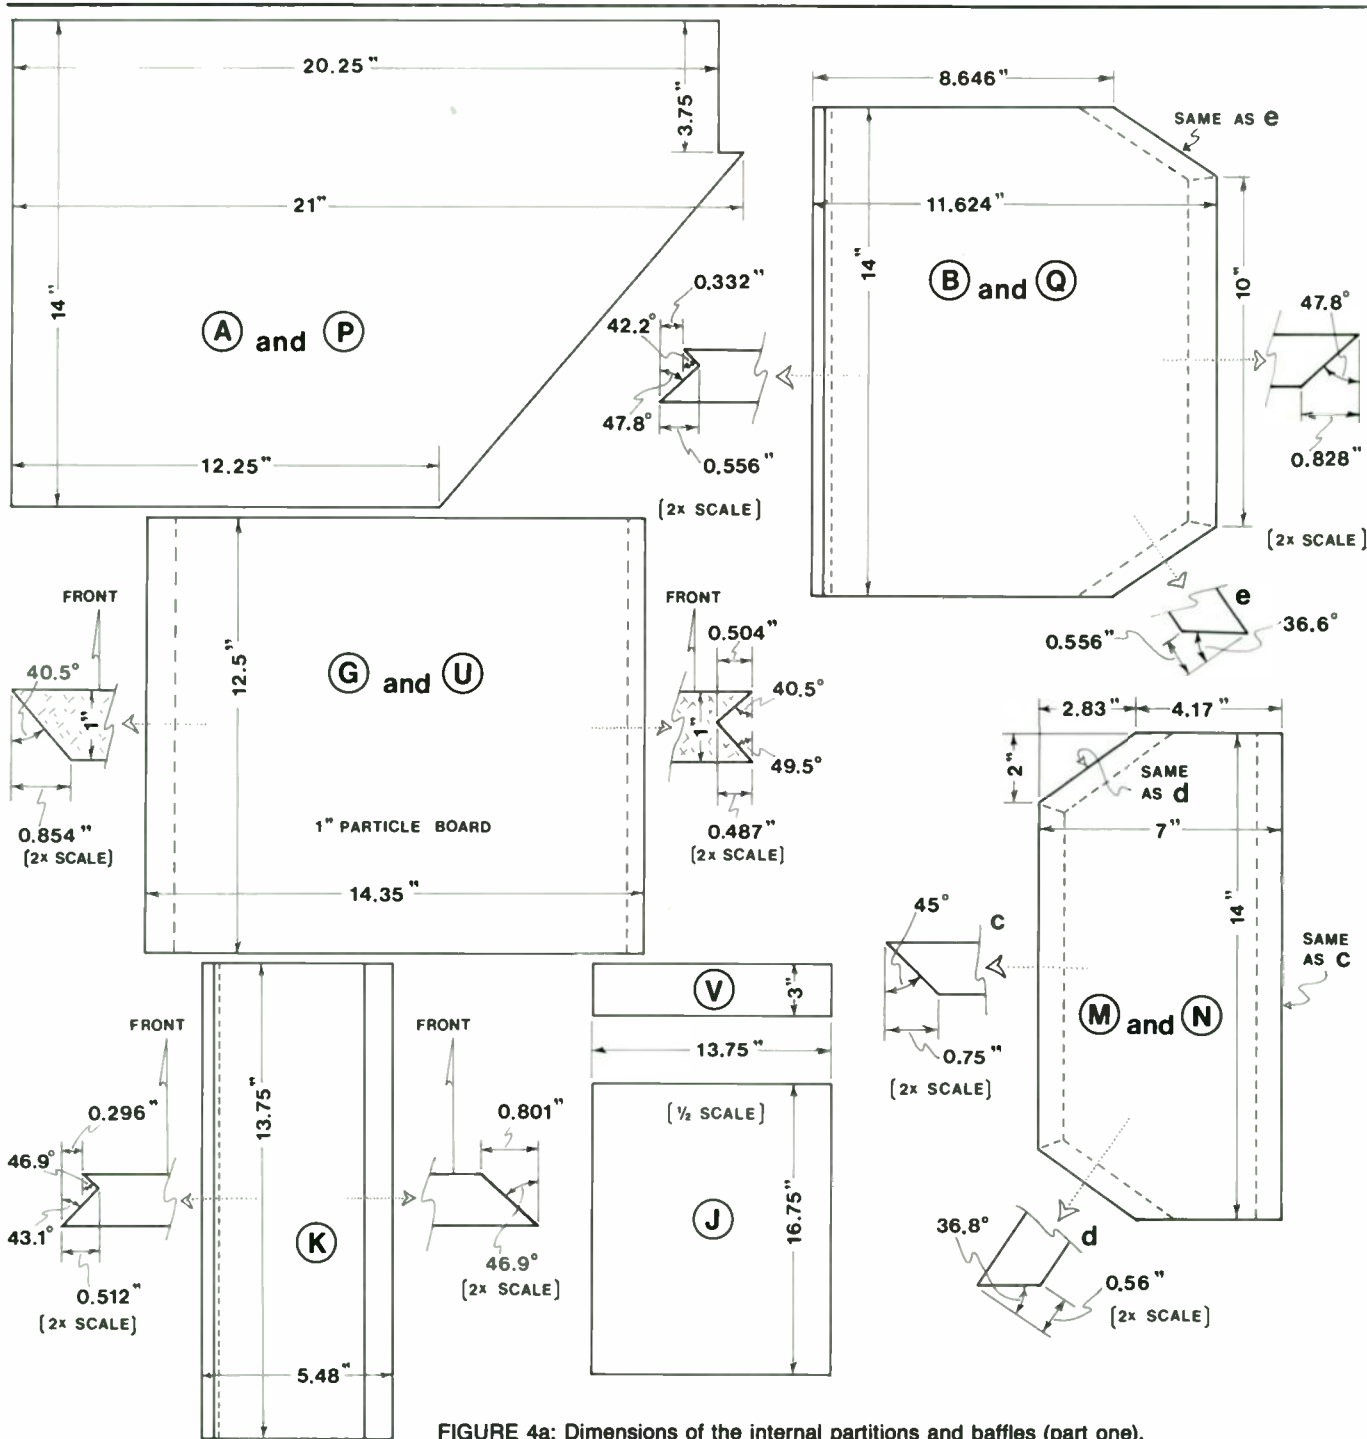 20.25"
3.75"
21"
14"
A and P
12.25"
8.646"
SAME AS e
11.624"
14"
B and Q
10"
0.332"
42.2°
47.8°
0.556"
[2x SCALE]
47.8°
0.828"
[2x SCALE]
e
0.556"
36.6°
FRONT
40.5°
1"
0.854"
[2x SCALE]
12.5"
G and U
1" PARTICLE BOARD
14.35"
FRONT
0.504"
40.5°
1"
49.5°
0.487"
[2x SCALE]
2.83"
4.17"
2"
SAME
AS d
7"
14"
M and N
SAME
AS C
45°
C
0.75"
[2x SCALE]
36.8°
d
0.56"
[2x SCALE]
FRONT
0.296"
46.9°
43.1°
0.512"
[2x SCALE]
13.75"
K
5.48"
FRONT
0.801"
46.9°
[2x SCALE]
V
3"
13.75"
[1/2 SCALE]
J
16.75"
FIGURE 4a: Dimensions of the internal partitions and baffles (part one).